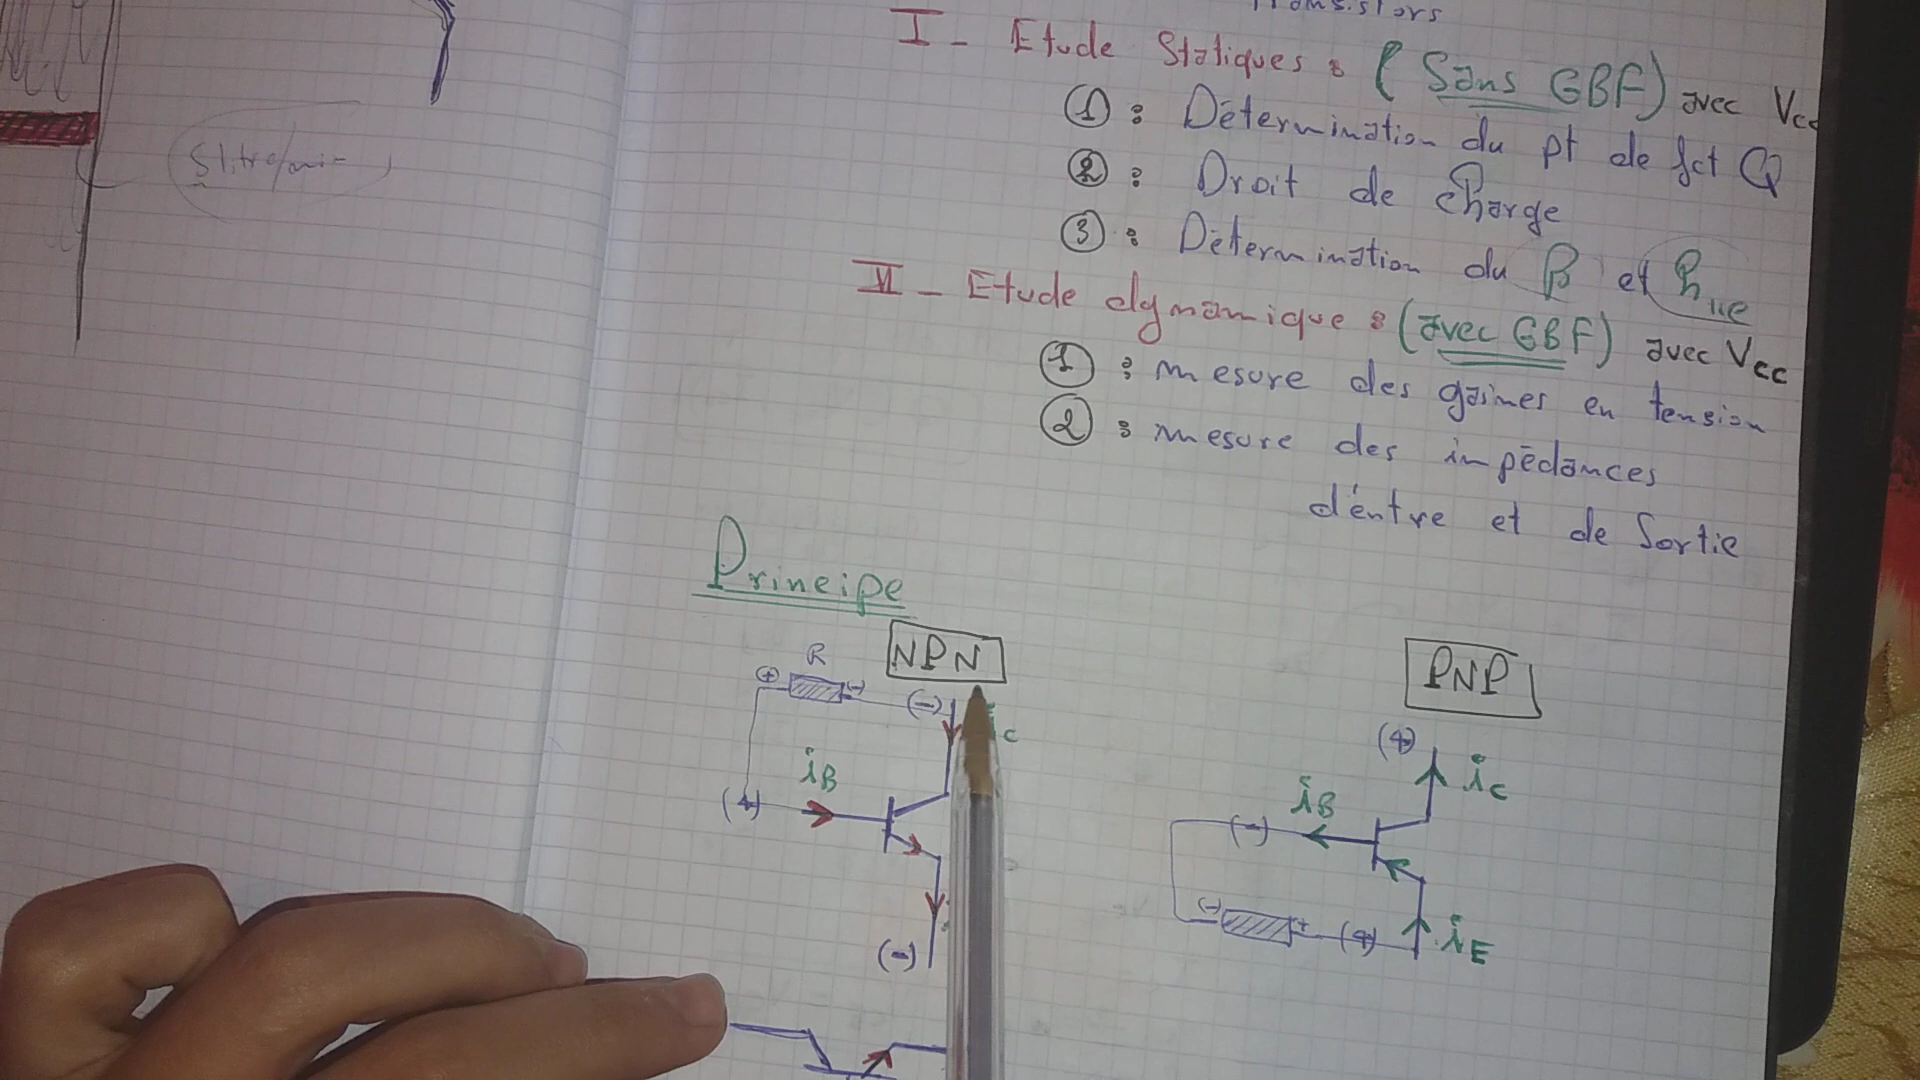 Transistors
I - Etude Statiques : (Sans GBF) avec Vcc
① : Détermination du pt de fct Q
② : Droit de charge
③ : Détermination du β et h11e
II - Etude dynamique : (avec GBF) avec Vcc
① : mesure des gaines en tension
② : mesure des impédances
d'entre et de Sortie
Principe
NPN
PNP
R
(+) (-) (-)
iC
(+)
iC
iB
iB
(+)
(-)
(-) + (+)
iE
(-)